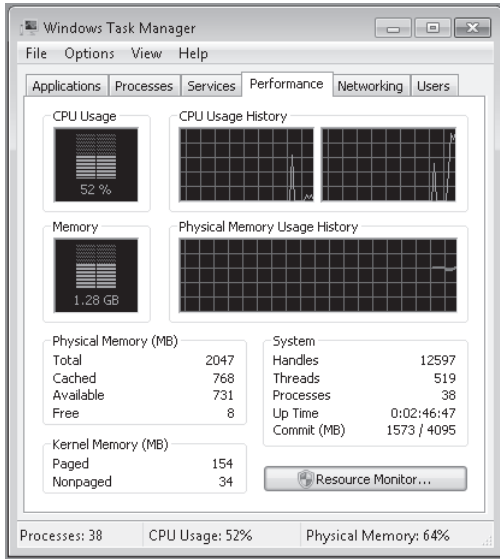 Windows Task Manager
File Options View Help
Applications Processes Services Performance Networking Users
CPU Usage
52 %
CPU Usage History
Memory
1.28 GB
Physical Memory Usage History
Physical Memory (MB)
Total 2047
Cached 768
Available 731
Free 8
Kernel Memory (MB)
Paged 154
Nonpaged 34
System
Handles 12597
Threads 519
Processes 38
Up Time 0:02:46:47
Commit (MB) 1573 / 4095
Resource Monitor...
Processes: 38 CPU Usage: 52% Physical Memory: 64%